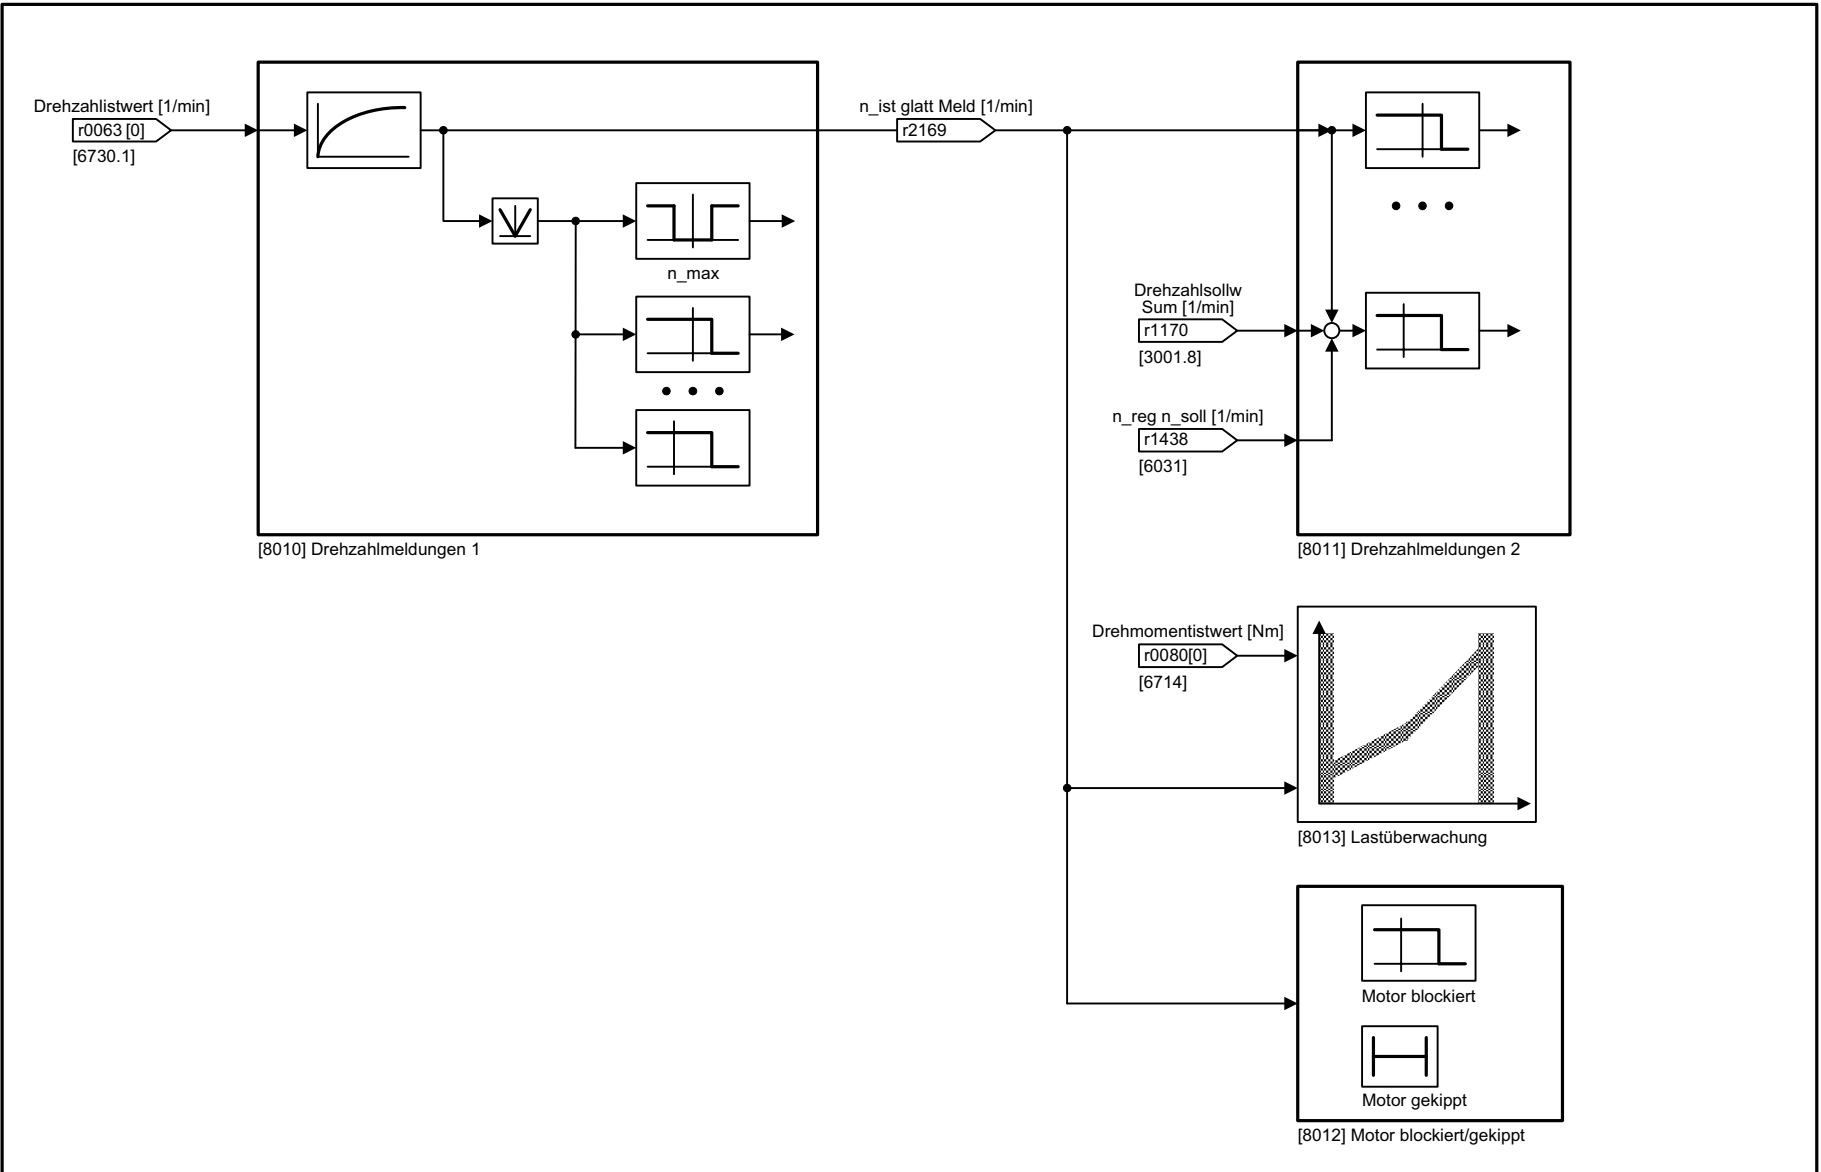 Drehzahlistwert [1/min]
r0063 [0]
[6730.1]
n_max
[8010] Drehzahlmeldungen 1
n_ist glatt Meld [1/min]
r2169
Drehzahlsollw
Sum [1/min]
r1170
[3001.8]
n_reg n_soll [1/min]
r1438
[6031]
[8011] Drehzahlmeldungen 2
Drehmomentistwert [Nm]
r0080[0]
[6714]
[8013] Lastüberwachung
Motor blockiert
Motor gekippt
[8012] Motor blockiert/gekippt